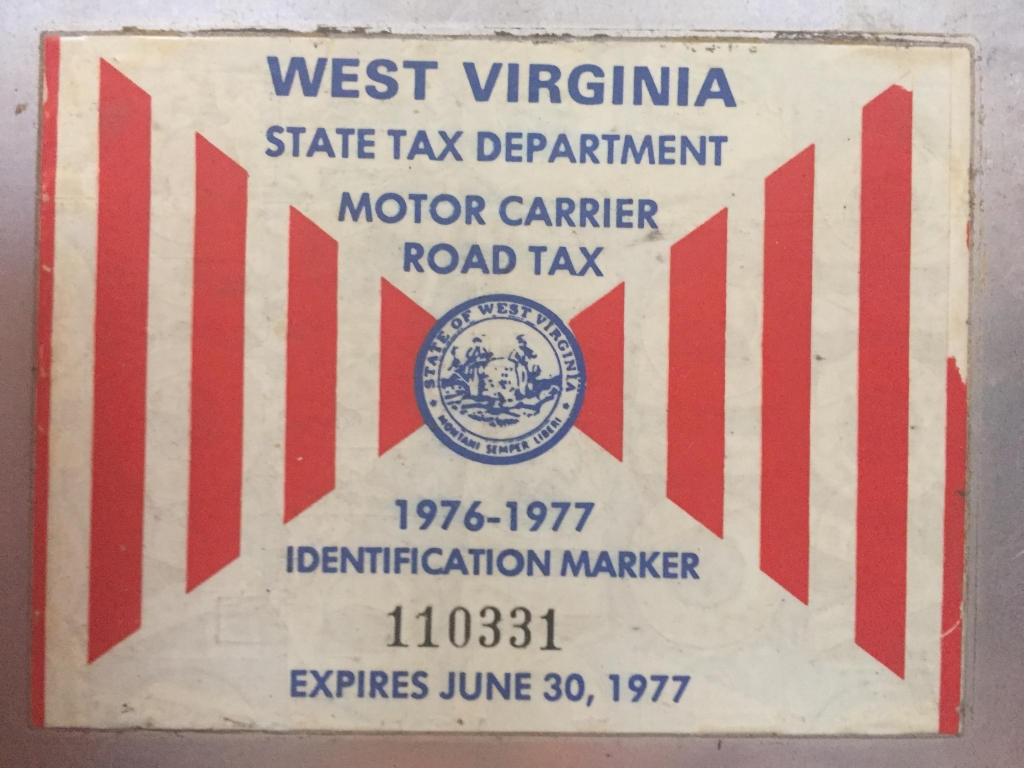 WEST VIRGINIA
STATE TAX DEPARTMENT
MOTOR CARRIER
ROAD TAX
STATE OF WEST VIRGINIA
MONTANI SEMPER LIBERI
1976-1977
IDENTIFICATION MARKER
110331
EXPIRES JUNE 30, 1977